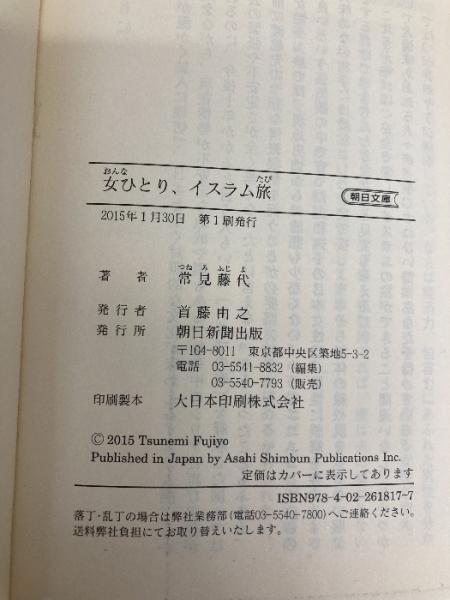 女ひとり、イスラム旅
朝日文庫
2015年1月30日　第1刷発行
著　者　常見藤代
発行者　首藤由之
発行所　朝日新聞出版
〒104-8011　東京都中央区築地5-3-2
電話　03-5541-8832（編集）
03-5540-7793（販売）
印刷製本　大日本印刷株式会社
© 2015 Tsunemi Fujiyo
Published in Japan by Asahi Shimbun Publications Inc.
定価はカバーに表示してあります
ISBN978-4-02-261817-7
落丁・乱丁の場合は弊社業務部（電話03-5540-7800）へご連絡ください。
送料弊社負担にてお取り替えいたします。